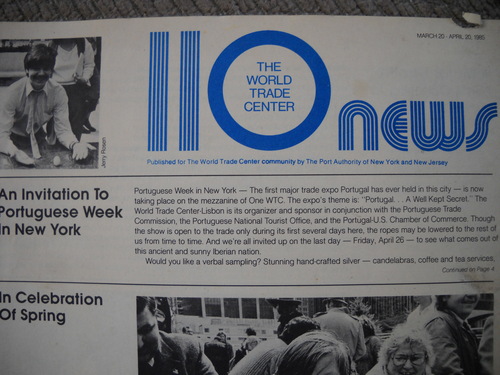 MARCH 20 - APRIL 20, 1985
110 news
THE
WORLD
TRADE
CENTER
Jerry Rosen
Published for The World Trade Center community by The Port Authority of New York and New Jersey
An Invitation To
Portuguese Week
In New York
Portuguese Week in New York — The first major trade expo Portugal has ever held in this city — is now
taking place on the mezzanine of One WTC. The expo's theme is: "Portugal. . . A Well Kept Secret." The
World Trade Center-Lisbon is its organizer and sponsor in conjunction with the Portuguese Trade
Commission, the Portuguese National Tourist Office, and the Portugal-U.S. Chamber of Commerce. Though
the show is open to the trade only during its first several days here, the ropes may be lowered to the rest of
us from time to time. And we're all invited up on the last day — Friday, April 26 — to see what comes out of
this ancient and sunny Iberian nation.
Would you like a verbal sampling? Stunning hand-crafted silver — candelabras, coffee and tea services,
Continued on Page 4
In Celebration
Of Spring